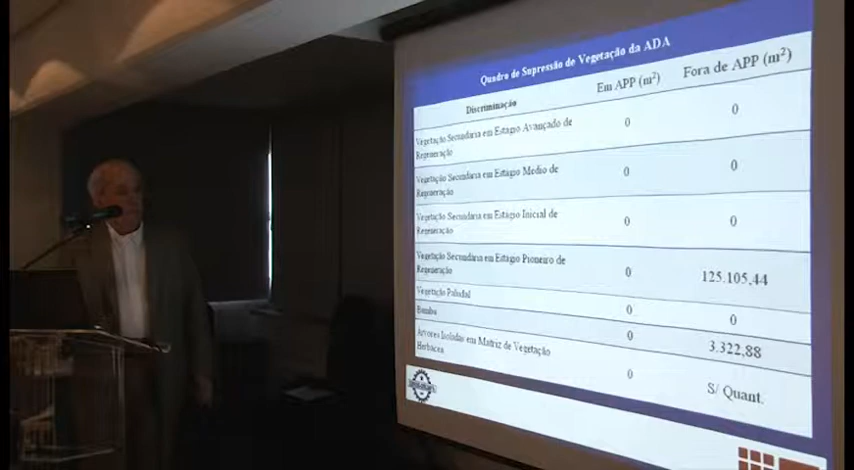 Quadro de Supressão de Vegetação da ADA
Discriminação Em APP (m²) Fora de APP (m²)
Vegetação Secundária em Estágio Avançado de 0 0
Regeneração
Vegetação Secundária em Estágio Médio de 0 0
Regeneração
Vegetação Secundária em Estágio Inicial de 0 0
Regeneração
Vegetação Secundária em Estágio Pioneiro de 0 125.105,44
Regeneração
Vegetação Paludal 0 0
Bambu 0 3.322,88
Árvores Isoladas em Matriz de Vegetação 0 S/ Quant.
Herbácea